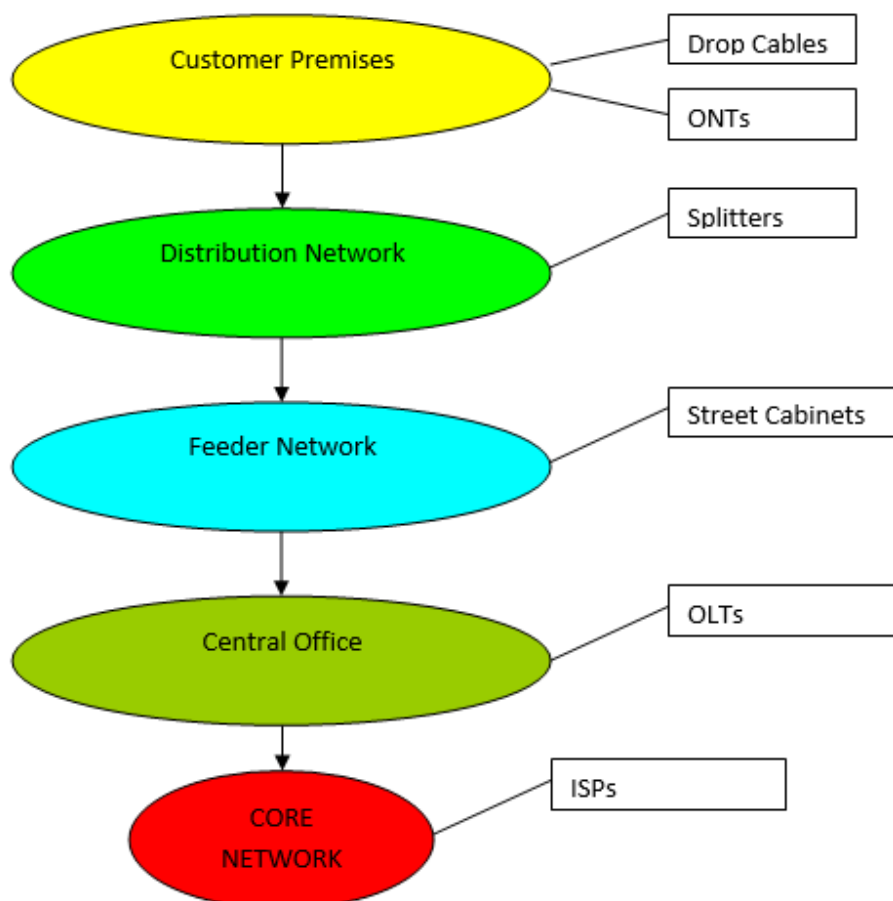 Customer Premises
Drop Cables
ONTs
Distribution Network
Splitters
Feeder Network
Street Cabinets
Central Office
OLTs
CORE
NETWORK
ISPs